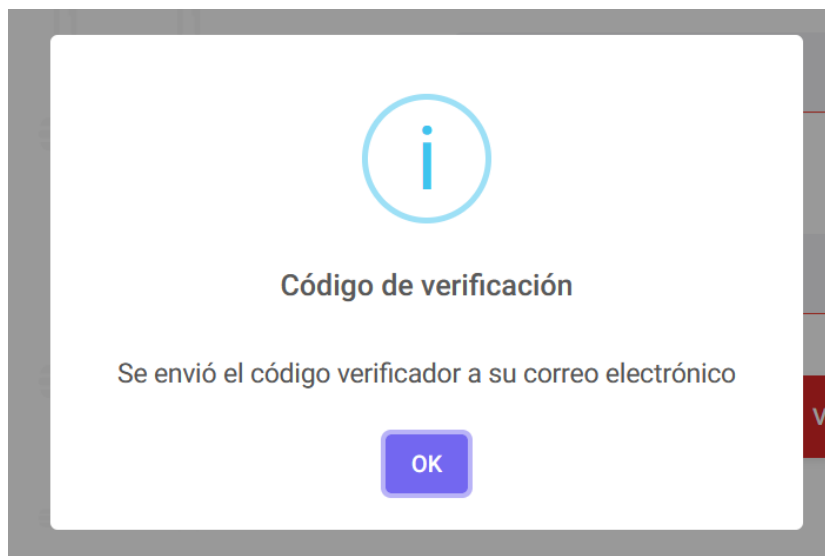 Código de verificación
Se envió el código verificador a su correo electrónico
OK
V